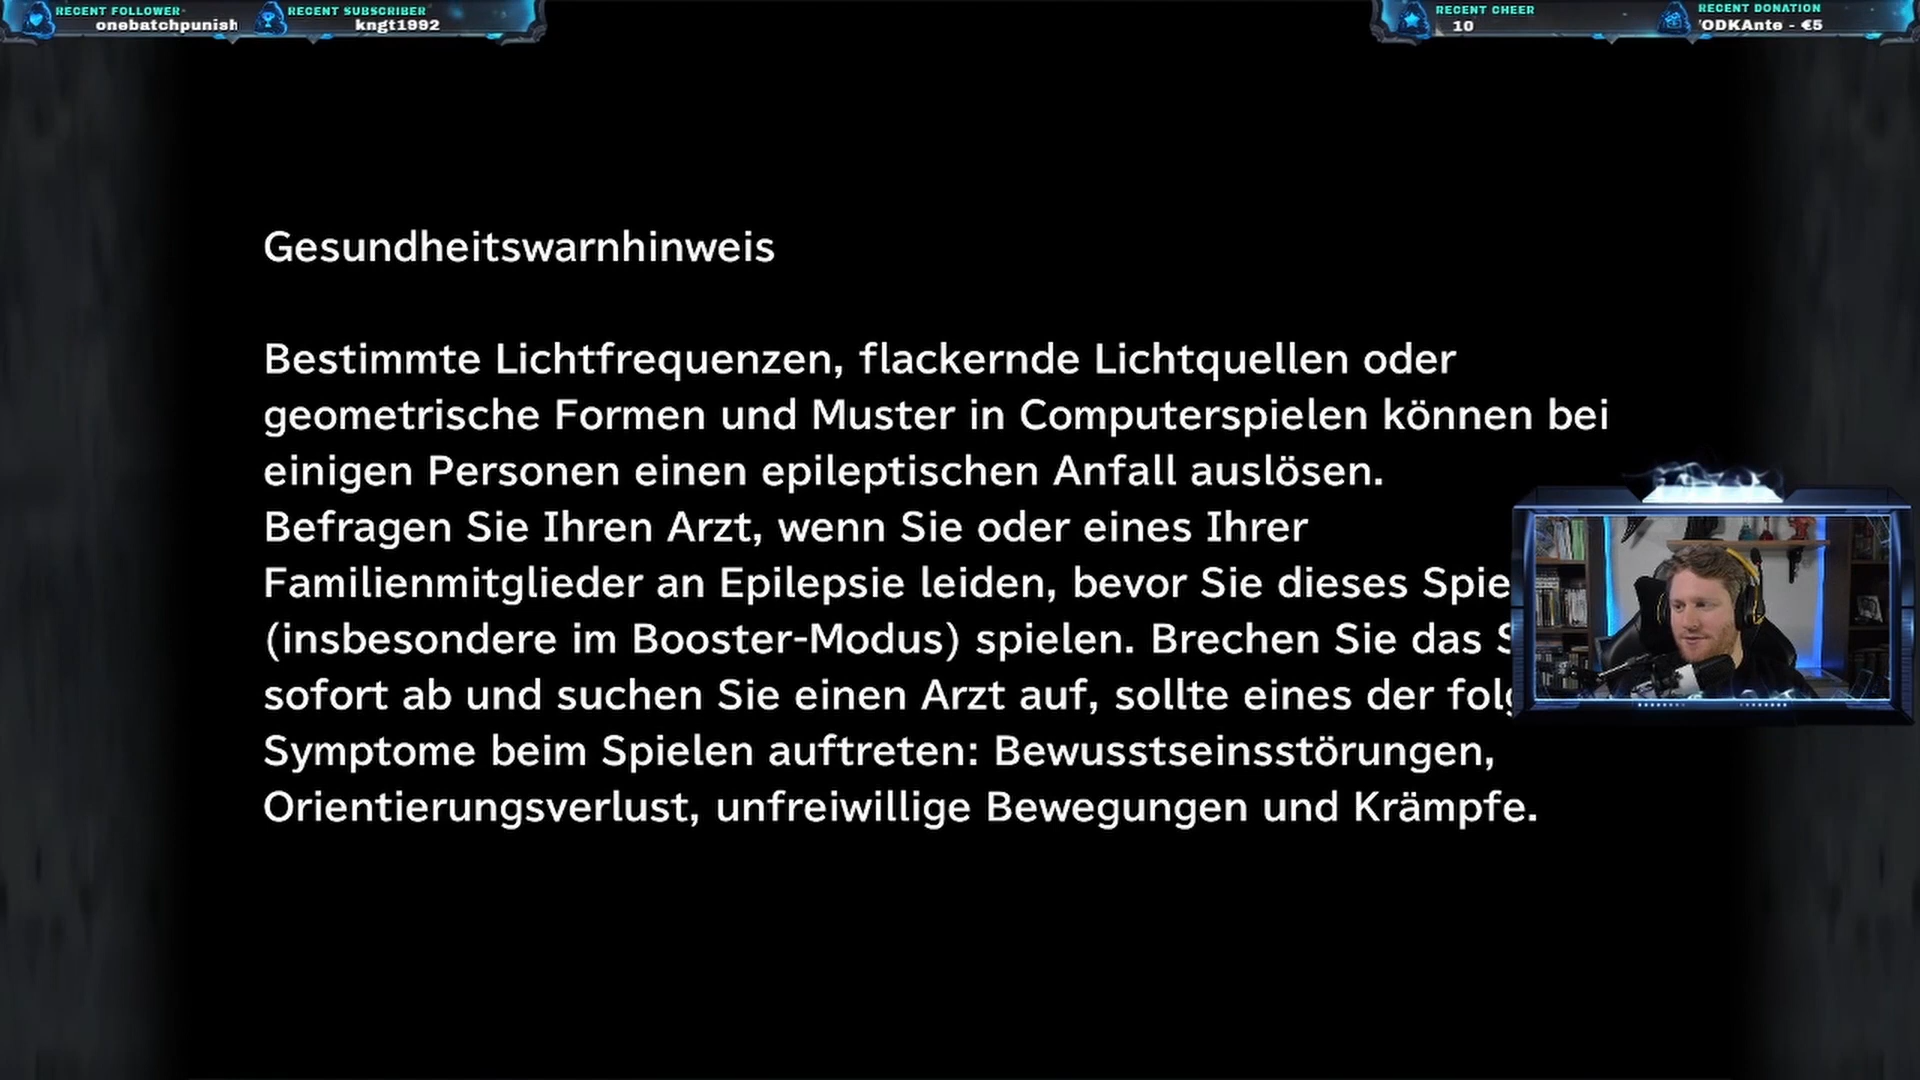 RECENT FOLLOWER
onebatchpunish
RECENT SUBSCRIBER
kngt1992
RECENT CHEER
10
RECENT DONATION
ODKAnte - €5
Gesundheitswarnhinweis
Bestimmte Lichtfrequenzen, flackernde Lichtquellen oder
geometrische Formen und Muster in Computerspielen können bei
einigen Personen einen epileptischen Anfall auslösen.
Befragen Sie Ihren Arzt, wenn Sie oder eines Ihrer
Familienmitglieder an Epilepsie leiden, bevor Sie dieses Spie
(insbesondere im Booster-Modus) spielen. Brechen Sie das S
sofort ab und suchen Sie einen Arzt auf, sollte eines der folg
Symptome beim Spielen auftreten: Bewusstseinsstörungen,
Orientierungsverlust, unfreiwillige Bewegungen und Krämpfe.